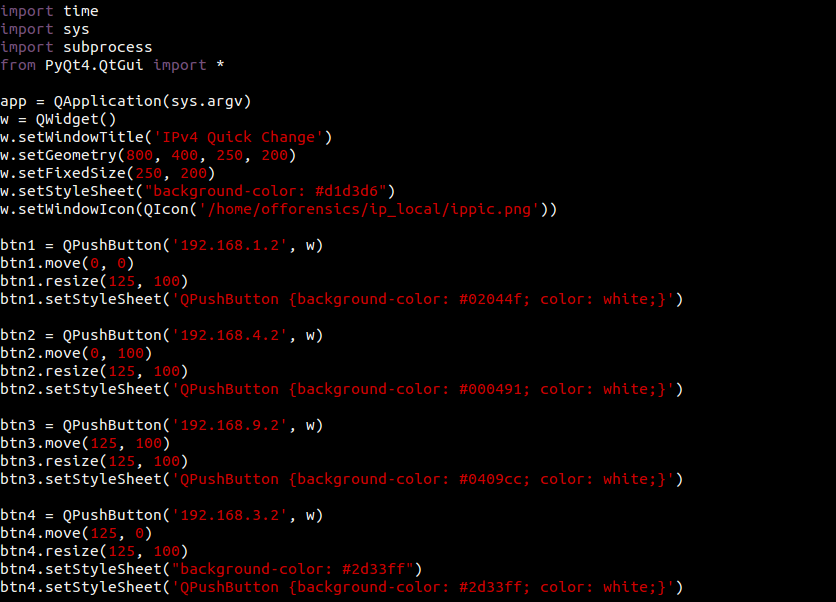 import time
import sys
import subprocess
from PyQt4.QtGui import *

app = QApplication(sys.argv)
w = QWidget()
w.setWindowTitle('IPv4 Quick Change')
w.setGeometry(800, 400, 250, 200)
w.setFixedSize(250, 200)
w.setStyleSheet("background-color: #d1d3d6")
w.setWindowIcon(QIcon('/home/offorensics/ip_local/ippic.png'))

btn1 = QPushButton('192.168.1.2', w)
btn1.move(0, 0)
btn1.resize(125, 100)
btn1.setStyleSheet('QPushButton {background-color: #02044f; color: white;}')

btn2 = QPushButton('192.168.4.2', w)
btn2.move(0, 100)
btn2.resize(125, 100)
btn2.setStyleSheet('QPushButton {background-color: #000491; color: white;}')

btn3 = QPushButton('192.168.9.2', w)
btn3.move(125, 100)
btn3.resize(125, 100)
btn3.setStyleSheet('QPushButton {background-color: #0409cc; color: white;}')

btn4 = QPushButton('192.168.3.2', w)
btn4.move(125, 0)
btn4.resize(125, 100)
btn4.setStyleSheet("background-color: #2d33ff")
btn4.setStyleSheet('QPushButton {background-color: #2d33ff; color: white;}')